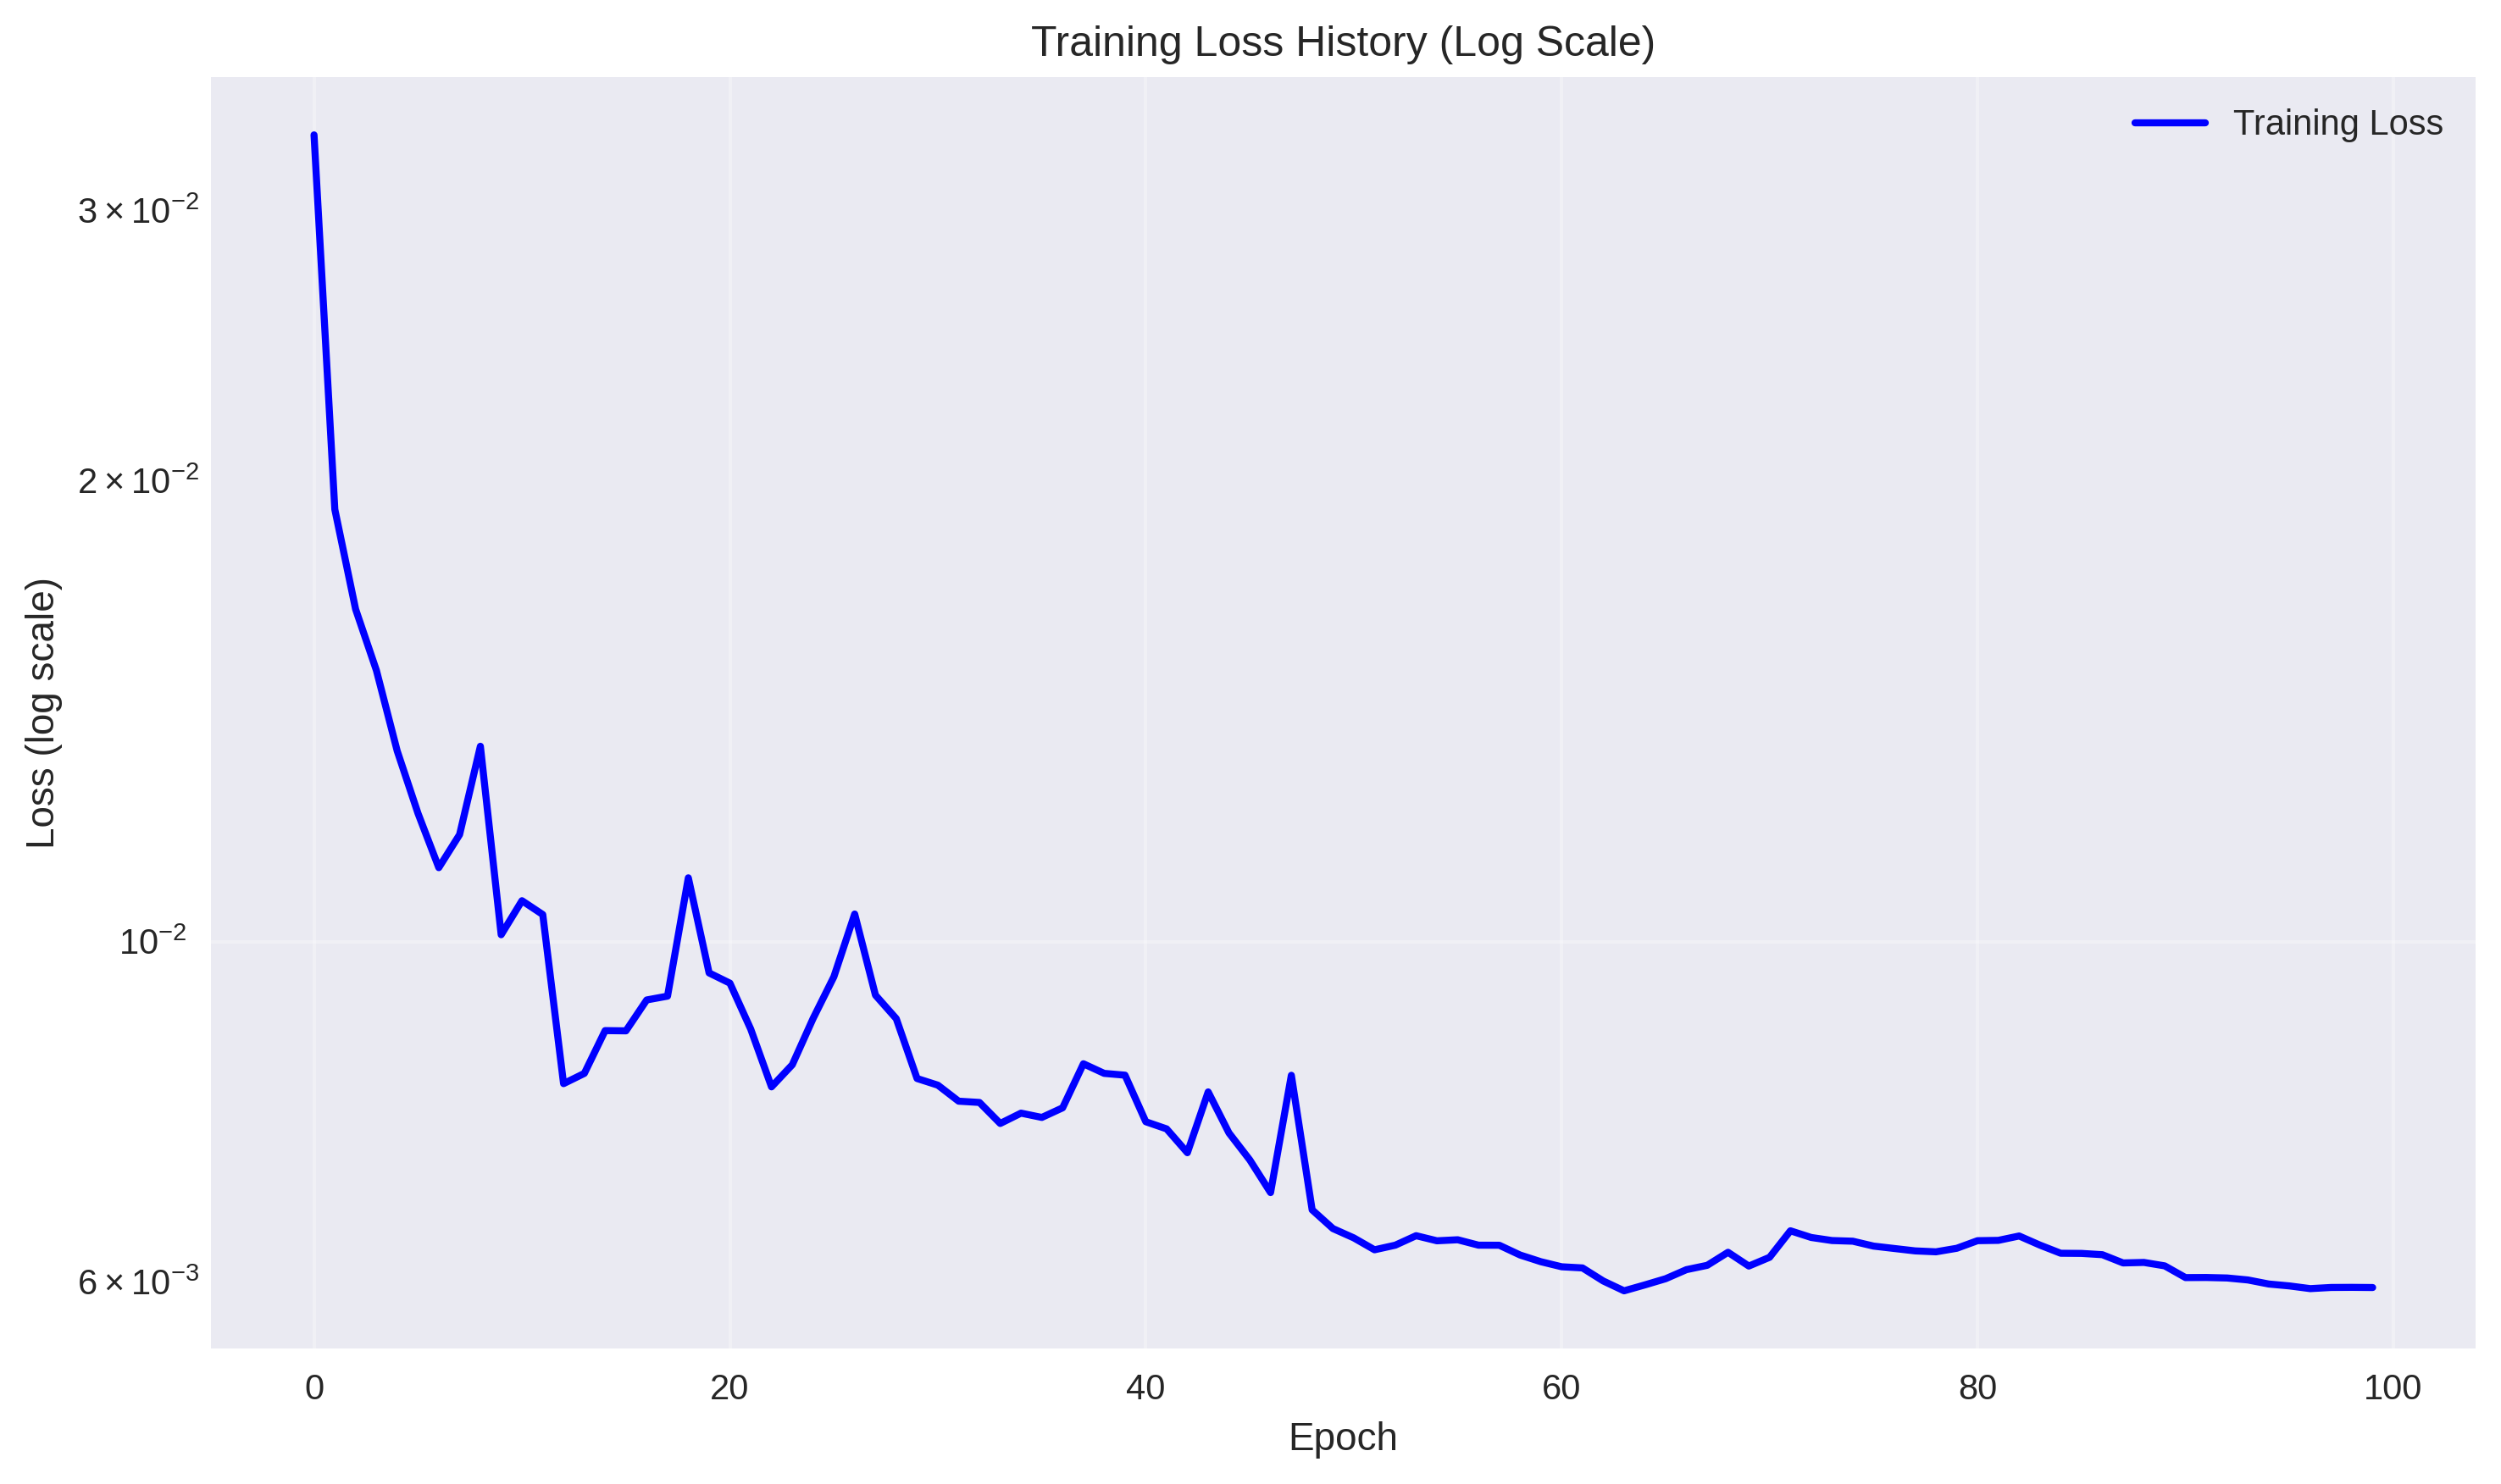 Training Loss History (Log Scale)
Training Loss
3 × 10⁻²
2 × 10⁻²
10⁻²
6 × 10⁻³
Loss (log scale)
0 20 40 60 80 100
Epoch